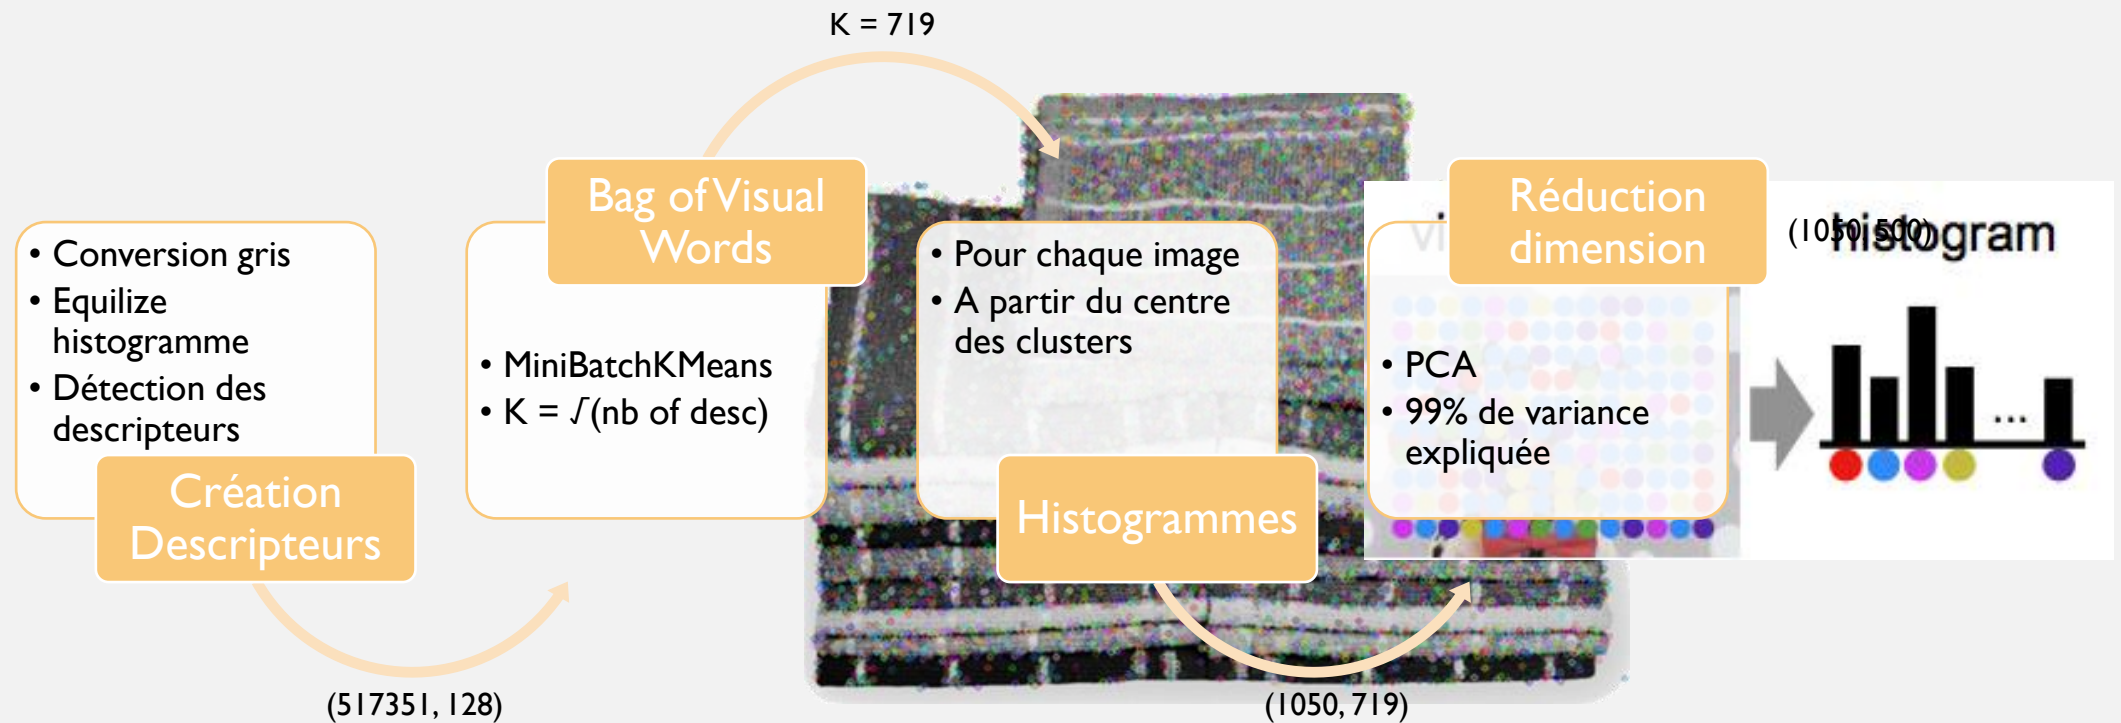 K = 719
• Conversion gris
• Equilize
histogramme
• Détection des
descripteurs
Création
Descripteurs
(517351, 128)
Bag of Visual
Words
• MiniBatchKMeans
• K = √(nb of desc)
• Pour chaque image
• A partir du centre
des clusters
Histogrammes
(1050, 719)
Réduction
dimension
• PCA
• 99% de variance
expliquée
(1050, 500)
histogram
...